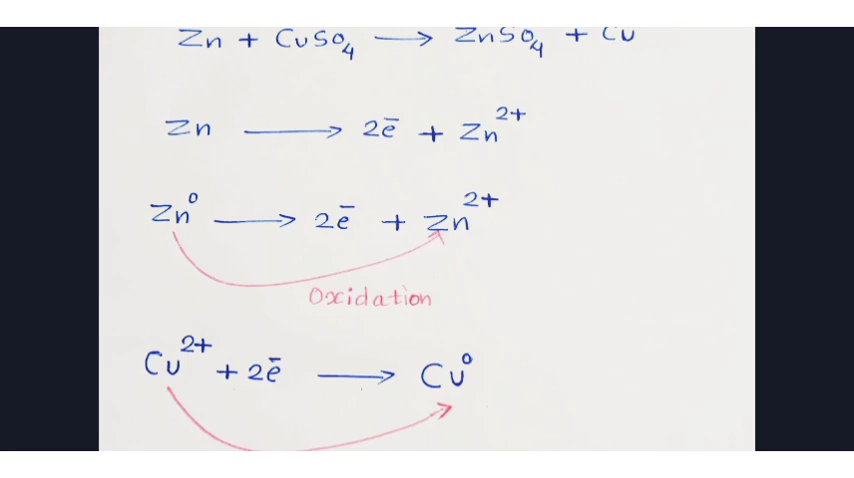 Zn + CuSO₄ ⟶ ZnSO₄ + Cu
Zn ⟶ 2e⁻ + Zn²⁺
Zn⁰ ⟶ 2e⁻ + Zn²⁺
Oxidation
Cu²⁺ + 2e⁻ ⟶ Cu⁰